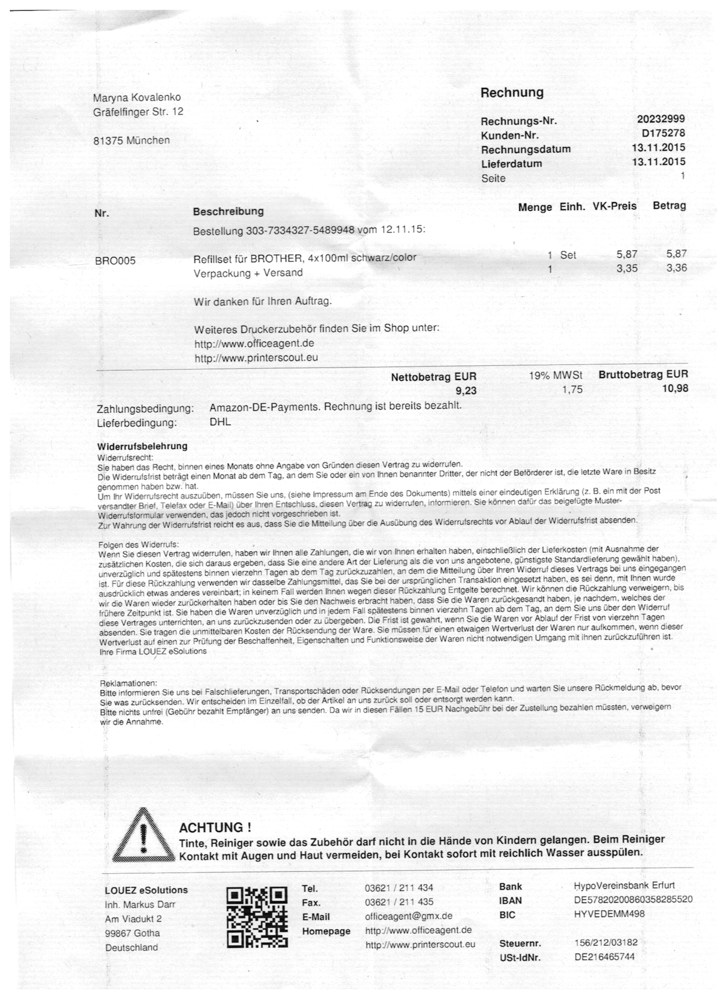 Maryna Kovalenko
Gräfelfinger Str. 12
81375 München
Rechnung
Rechnungs-Nr. 20232999
Kunden-Nr. D175278
Rechnungsdatum 13.11.2015
Lieferdatum 13.11.2015
Seite 1
Nr. Beschreibung Menge Einh. VK-Preis Betrag
Bestellung 303-7334327-5489948 vom 12.11.15:
BRO005 Refillset für BROTHER, 4x100ml schwarz/color 1 Set 5,87 5,87
Verpackung + Versand 1 3,35 3,36
Wir danken für Ihren Auftrag.
Weiteres Druckerzubehör finden Sie im Shop unter:
http://www.officeagent.de
http://www.printerscout.eu
Nettobetrag EUR 19% MWSt Bruttobetrag EUR
9,23 1,75 10,98
Zahlungsbedingung: Amazon-DE-Payments. Rechnung ist bereits bezahlt.
Lieferbedingung: DHL
Widerrufsbelehrung
Widerrufsrecht:
Sie haben das Recht, binnen eines Monats ohne Angabe von Gründen diesen Vertrag zu widerrufen.
Die Widerrufsfrist beträgt einen Monat ab dem Tag, an dem Sie oder ein von Ihnen benannter Dritter, der nicht der Beförderer ist, die letzte Ware in Besitz
genommen haben bzw. hat.
Um Ihr Widerrufsrecht auszuüben, müssen Sie uns, (siehe Impressum am Ende des Dokuments) mittels einer eindeutigen Erklärung (z. B. ein mit der Post
versandter Brief, Telefax oder E-Mail) über Ihren Entschluss, diesen Vertrag zu widerrufen, informieren. Sie können dafür das beigefügte Muster-
Widerrufsformular verwenden, das jedoch nicht vorgeschrieben ist.
Zur Wahrung der Widerrufsfrist reicht es aus, dass Sie die Mitteilung über die Ausübung des Widerrufsrechts vor Ablauf der Widerrufsfrist absenden.
Folgen des Widerrufs:
Wenn Sie diesen Vertrag widerrufen, haben wir Ihnen alle Zahlungen, die wir von Ihnen erhalten haben, einschließlich der Lieferkosten (mit Ausnahme der
zusätzlichen Kosten, die sich daraus ergeben, dass Sie eine andere Art der Lieferung als die von uns angebotene, günstigste Standardlieferung gewählt haben),
unverzüglich und spätestens binnen vierzehn Tagen ab dem Tag zurückzuzahlen, an dem die Mitteilung über Ihren Widerruf dieses Vertrags bei uns eingegangen
ist. Für diese Rückzahlung verwenden wir dasselbe Zahlungsmittel, das Sie bei der ursprünglichen Transaktion eingesetzt haben, es sei denn, mit Ihnen wurde
ausdrücklich etwas anderes vereinbart; in keinem Fall werden Ihnen wegen dieser Rückzahlung Entgelte berechnet. Wir können die Rückzahlung verweigern, bis
wir die Waren wieder zurückerhalten haben oder bis Sie den Nachweis erbracht haben, dass Sie die Waren zurückgesandt haben, je nachdem, welches der
frühere Zeitpunkt ist. Sie haben die Waren unverzüglich und in jedem Fall spätestens binnen vierzehn Tagen ab dem Tag, an dem Sie uns über den Widerruf
diese Vertrages unterrichten, an uns zurückzusenden oder zu übergeben. Die Frist ist gewahrt, wenn Sie die Waren vor Ablauf der Frist von vierzehn Tagen
absenden. Sie tragen die unmittelbaren Kosten der Rücksendung der Ware. Sie müssen für einen etwaigen Wertverlust der Waren nur aufkommen, wenn dieser
Wertverlust auf einen zur Prüfung der Beschaffenheit, Eigenschaften und Funktionsweise der Waren nicht notwendigen Umgang mit ihnen zurückzuführen ist.
Ihre Firma LOUEZ eSolutions
Reklamationen:
Bitte informieren Sie uns bei Falschlieferungen, Transportschäden oder Rücksendungen per E-Mail oder Telefon und warten Sie unsere Rückmeldung ab, bevor
Sie was zurücksenden. Wir entscheiden im Einzelfall, ob der Artikel an uns zurück soll oder entsorgt werden kann.
Bitte nichts unfrei (Gebühr bezahlt Empfänger) an uns senden. Da wir in diesen Fällen 15 EUR Nachgebühr bei der Zustellung bezahlen müssten, verweigern
wir die Annahme.
ACHTUNG !
Tinte, Reiniger sowie das Zubehör darf nicht in die Hände von Kindern gelangen. Beim Reiniger
Kontakt mit Augen und Haut vermeiden, bei Kontakt sofort mit reichlich Wasser ausspülen.
LOUEZ eSolutions
Inh. Markus Darr
Am Viadukt 2
99867 Gotha
Deutschland
Tel. 03621 / 211 434
Fax. 03621 / 211 435
E-Mail officeagent@gmx.de
Homepage http://www.officeagent.de
http://www.printerscout.eu
Bank HypoVereinsbank Erfurt
IBAN DE57820200860358285520
BIC HYVEDEMM498
Steuernr. 156/212/03182
USt-IdNr. DE216465744